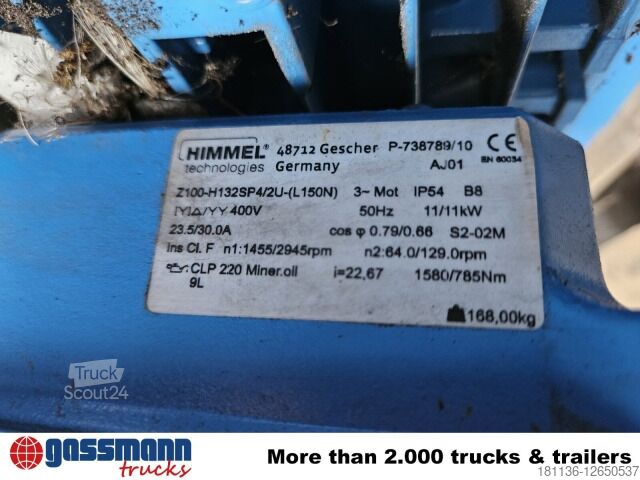 HIMMEL® 48712 Gescher P-738789/10 CE
technologies Germany AJ01 EN 60034
Z100-H132SP4/2U-(L150N) 3~ Mot IP54 B8
Y/Δ/YY 400V 50Hz 11/11kW
23.5/30.0A cos φ 0.79/0.66 S2-02M
Ins Cl. F n1:1455/2945rpm n2:64.0/129.0rpm
CLP 220 Miner.oil i=22,67 1580/785Nm
9L
168,00kg
Truck
Scout24
gassmann
trucks
More than 2.000 trucks & trailers
181136-12650537